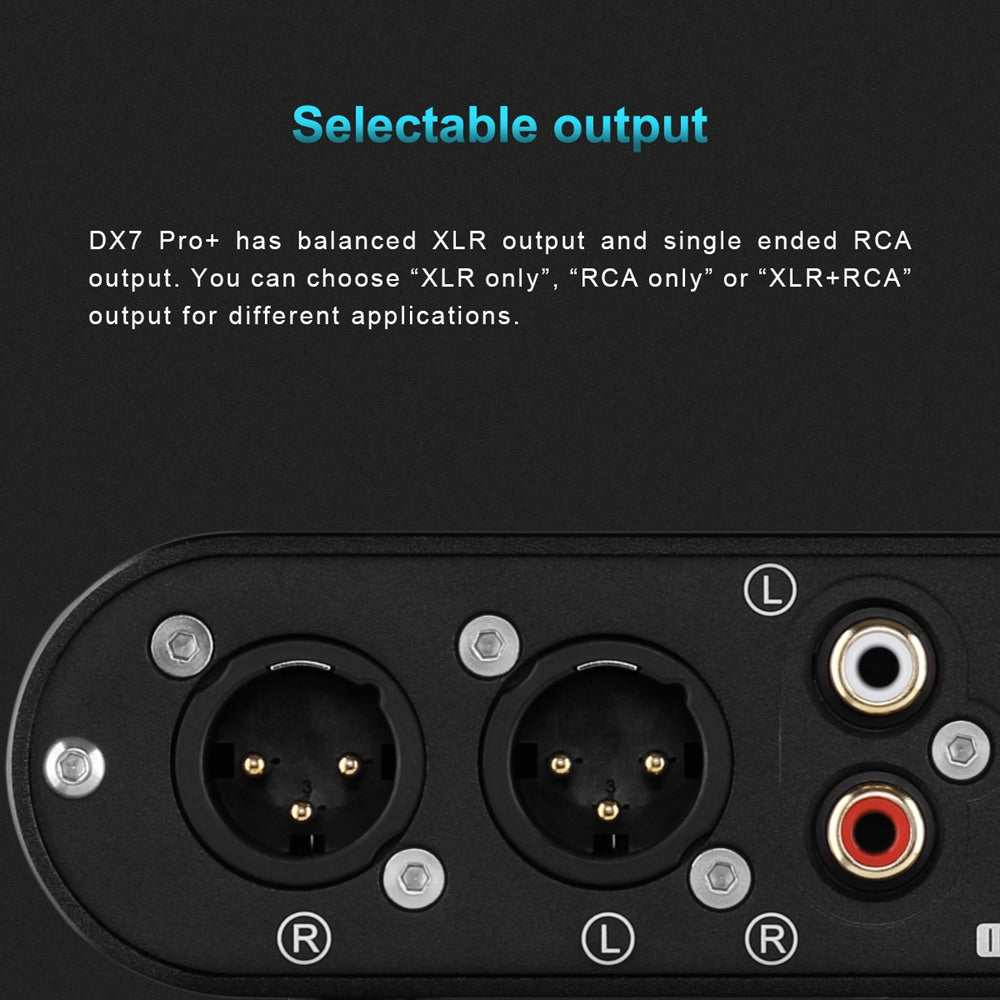 Selectable output
DX7 Pro+ has balanced XLR output and single ended RCA
output. You can choose “XLR only”, “RCA only” or “XLR+RCA”
output for different applications.
L
3
3
R
L
R